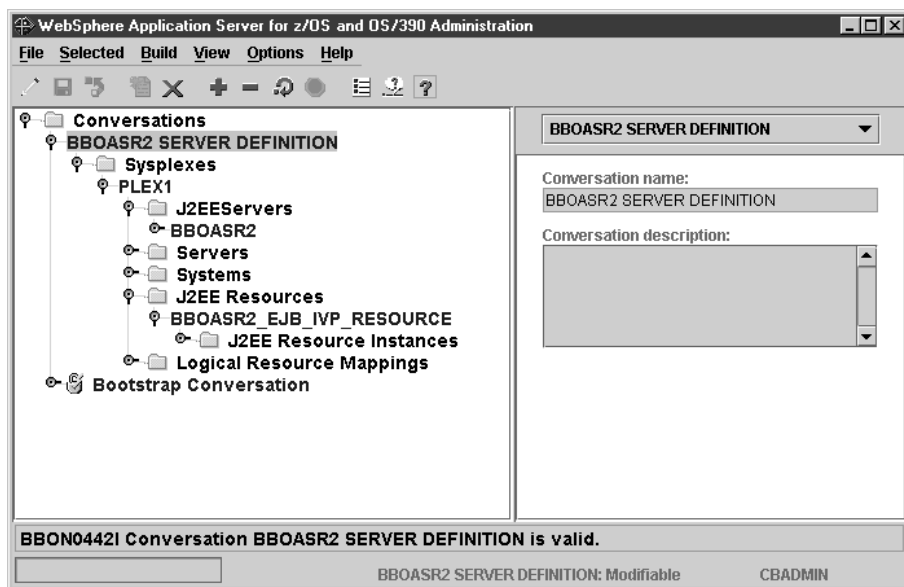 WebSphere Application Server for z/OS and OS/390 Administration
File Selected Build View Options Help
Conversations
BBOASR2 SERVER DEFINITION
Sysplexes
PLEX1
J2EEServers
BBOASR2
Servers
Systems
J2EE Resources
BBOASR2_EJB_IVP_RESOURCE
J2EE Resource Instances
Logical Resource Mappings
Bootstrap Conversation
BBOASR2 SERVER DEFINITION
Conversation name:
BBOASR2 SERVER DEFINITION
Conversation description:
BBON0442I Conversation BBOASR2 SERVER DEFINITION is valid.
BBOASR2 SERVER DEFINITION: Modifiable CBADMIN